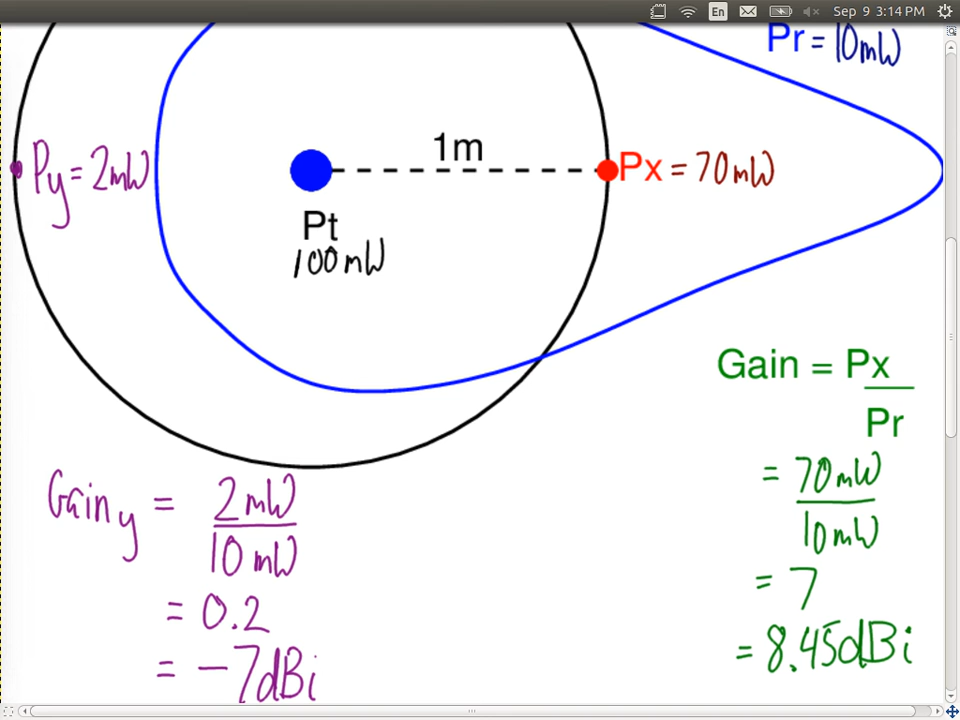 En
Sep 9 3:14 PM
Pr = 10mW
1m
Py = 2mW
Px = 70mW
Pt
100mW
Gain = Px
Pr
= 70mW
10mW
= 7
= 8.45dBi
Gain y = 2mW
10mW
= 0.2
= -7dBi